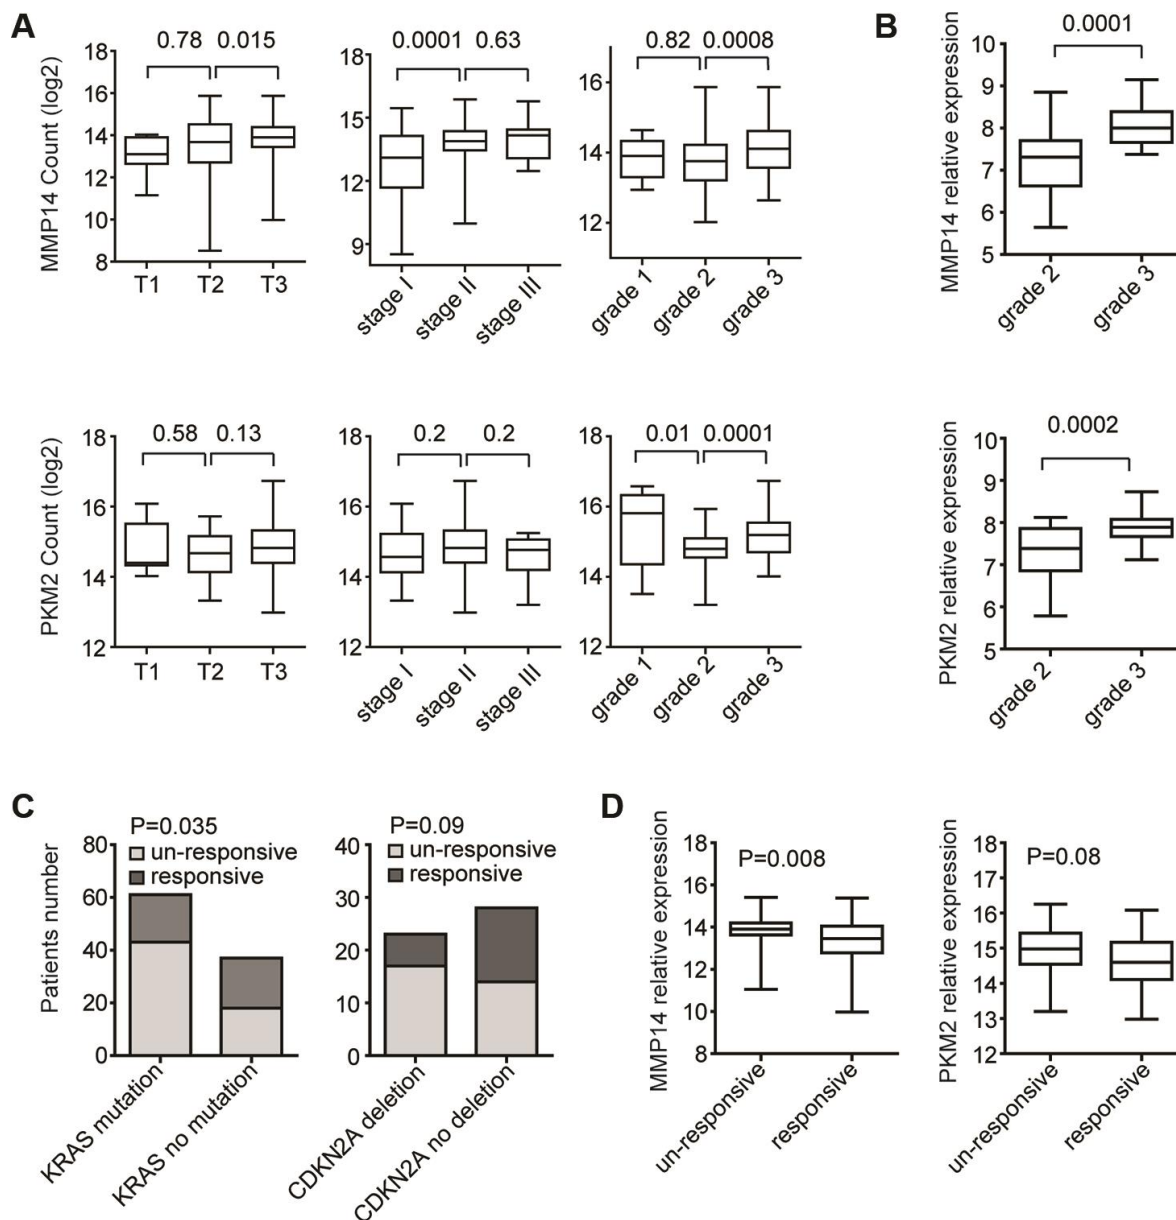 A
0.78 0.015
MMP14 Count (log2)
18
16
14
12
10
8
T1 T2 T3
0.0001 0.63
18
15
12
9
stage I stage II stage III
0.82 0.0008
16
14
12
grade 1 grade 2 grade 3
B
0.0001
MMP14 relative expression
10
9
8
7
6
5
grade 2 grade 3
0.58 0.13
PKM2 Count (log2)
18
16
14
12
T1 T2 T3
0.2 0.2
18
16
14
12
stage I stage II stage III
0.01 0.0001
18
16
14
12
grade 1 grade 2 grade 3
0.0002
PKM2 relative expression
10
9
8
7
6
5
grade 2 grade 3
C
P=0.035
un-responsive
responsive
Patients number
80
60
40
20
0
KRAS mutation KRAS no mutation
P=0.09
un-responsive
responsive
40
30
20
10
0
CDKN2A deletion CDKN2A no deletion
D
P=0.008
MMP14 relative expression
18
16
14
12
10
8
un-responsive responsive
P=0.08
PKM2 relative expression
18
17
16
15
14
13
12
un-responsive responsive